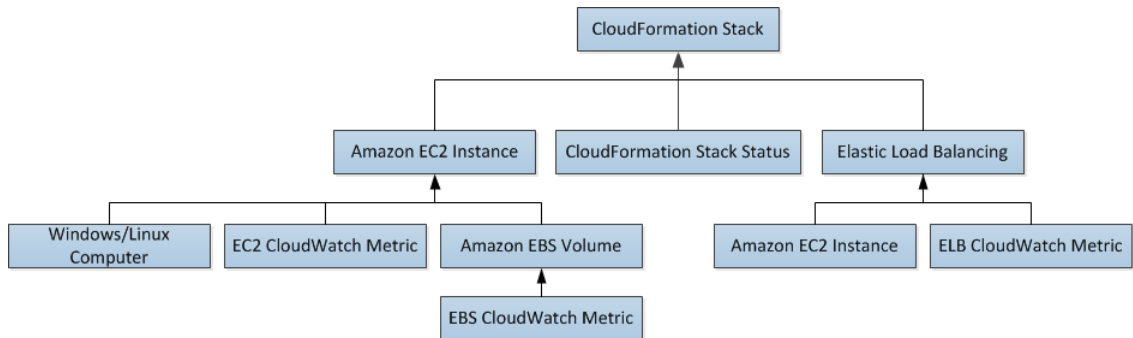 CloudFormation Stack
Amazon EC2 Instance
CloudFormation Stack Status
Elastic Load Balancing
Windows/Linux
Computer
EC2 CloudWatch Metric
Amazon EBS Volume
Amazon EC2 Instance
ELB CloudWatch Metric
EBS CloudWatch Metric